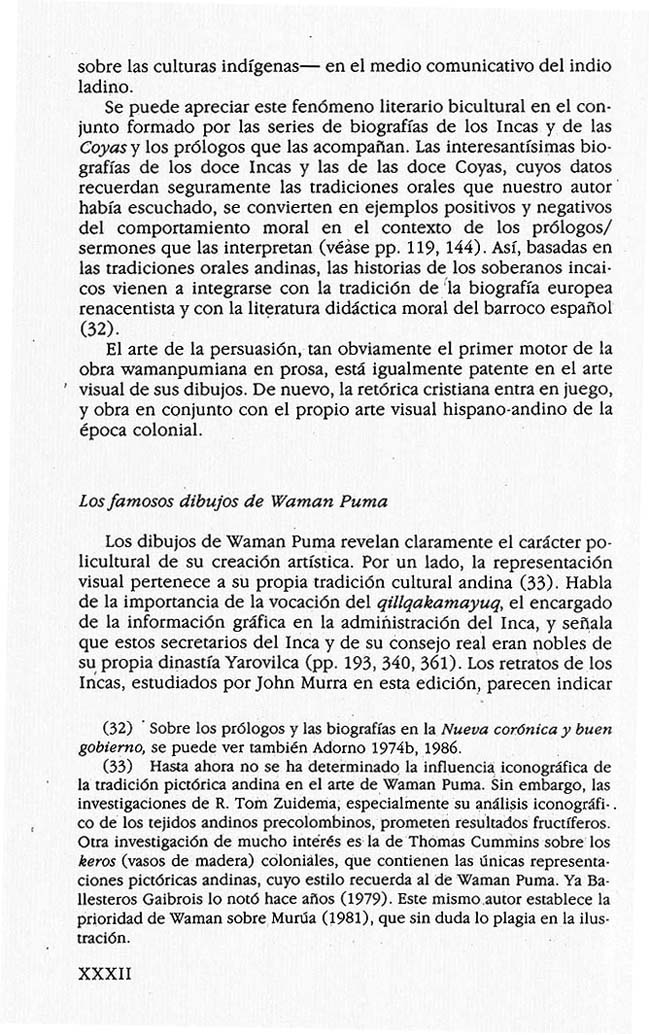 sobre las culturas indígenas— en el medio comunicativo del indio
ladino.
Se puede apreciar este fenómeno literario bicultural en el con-
junto formado por las series de biografías de los Incas y de las
Coyas y los prólogos que las acompañan. Las interesantísimas bio-
grafías de los doce Incas y las de las doce Coyas, cuyos datos
recuerdan seguramente las tradiciones orales que nuestro autor
había escuchado, se convierten en ejemplos positivos y negativos
del comportamiento moral en el contexto de los prólogos/
sermones que las interpretan (véase pp. 119, 144). Así, basadas en
las tradiciones orales andinas, las historias de los soberanos incai-
cos vienen a integrarse con la tradición de la biografía europea
renacentista y con la literatura didáctica moral del barroco español
(32).
El arte de la persuasión, tan obviamente el primer motor de la
obra wamanpumiana en prosa, está igualmente patente en el arte
visual de sus dibujos. De nuevo, la retórica cristiana entra en juego,
y obra en conjunto con el propio arte visual hispano-andino de la
época colonial.
Los famosos dibujos de Waman Puma
Los dibujos de Waman Puma revelan claramente el carácter po-
licultural de su creación artística. Por un lado, la representación
visual pertenece a su propia tradición cultural andina (33). Habla
de la importancia de la vocación del qillqakamayuq, el encargado
de la información gráfica en la administración del Inca, y señala
que estos secretarios del Inca y de su consejo real eran nobles de
su propia dinastía Yarovilca (pp. 193, 340, 361). Los retratos de los
Incas, estudiados por John Murra en esta edición, parecen indicar
(32) Sobre los prólogos y las biografías en la Nueva corónica y buen
gobierno, se puede ver también Adorno 1974b, 1986.
(33) Hasta ahora no se ha determinado la influencia iconográfica de
la tradición pictórica andina en el arte de Waman Puma. Sin embargo, las
investigaciones de R. Tom Zuidema, especialmente su análisis iconográfi-
co de los tejidos andinos precolombinos, prometen resultados fructíferos.
Otra investigación de mucho interés es la de Thomas Cummins sobre los
keros (vasos de madera) coloniales, que contienen las únicas representa-
ciones pictóricas andinas, cuyo estilo recuerda al de Waman Puma. Ya Ba-
llesteros Gaibrois lo notó hace años (1979). Este mismo autor establece la
prioridad de Waman sobre Murúa (1981), que sin duda lo plagia en la ilus-
tración.
XXXII